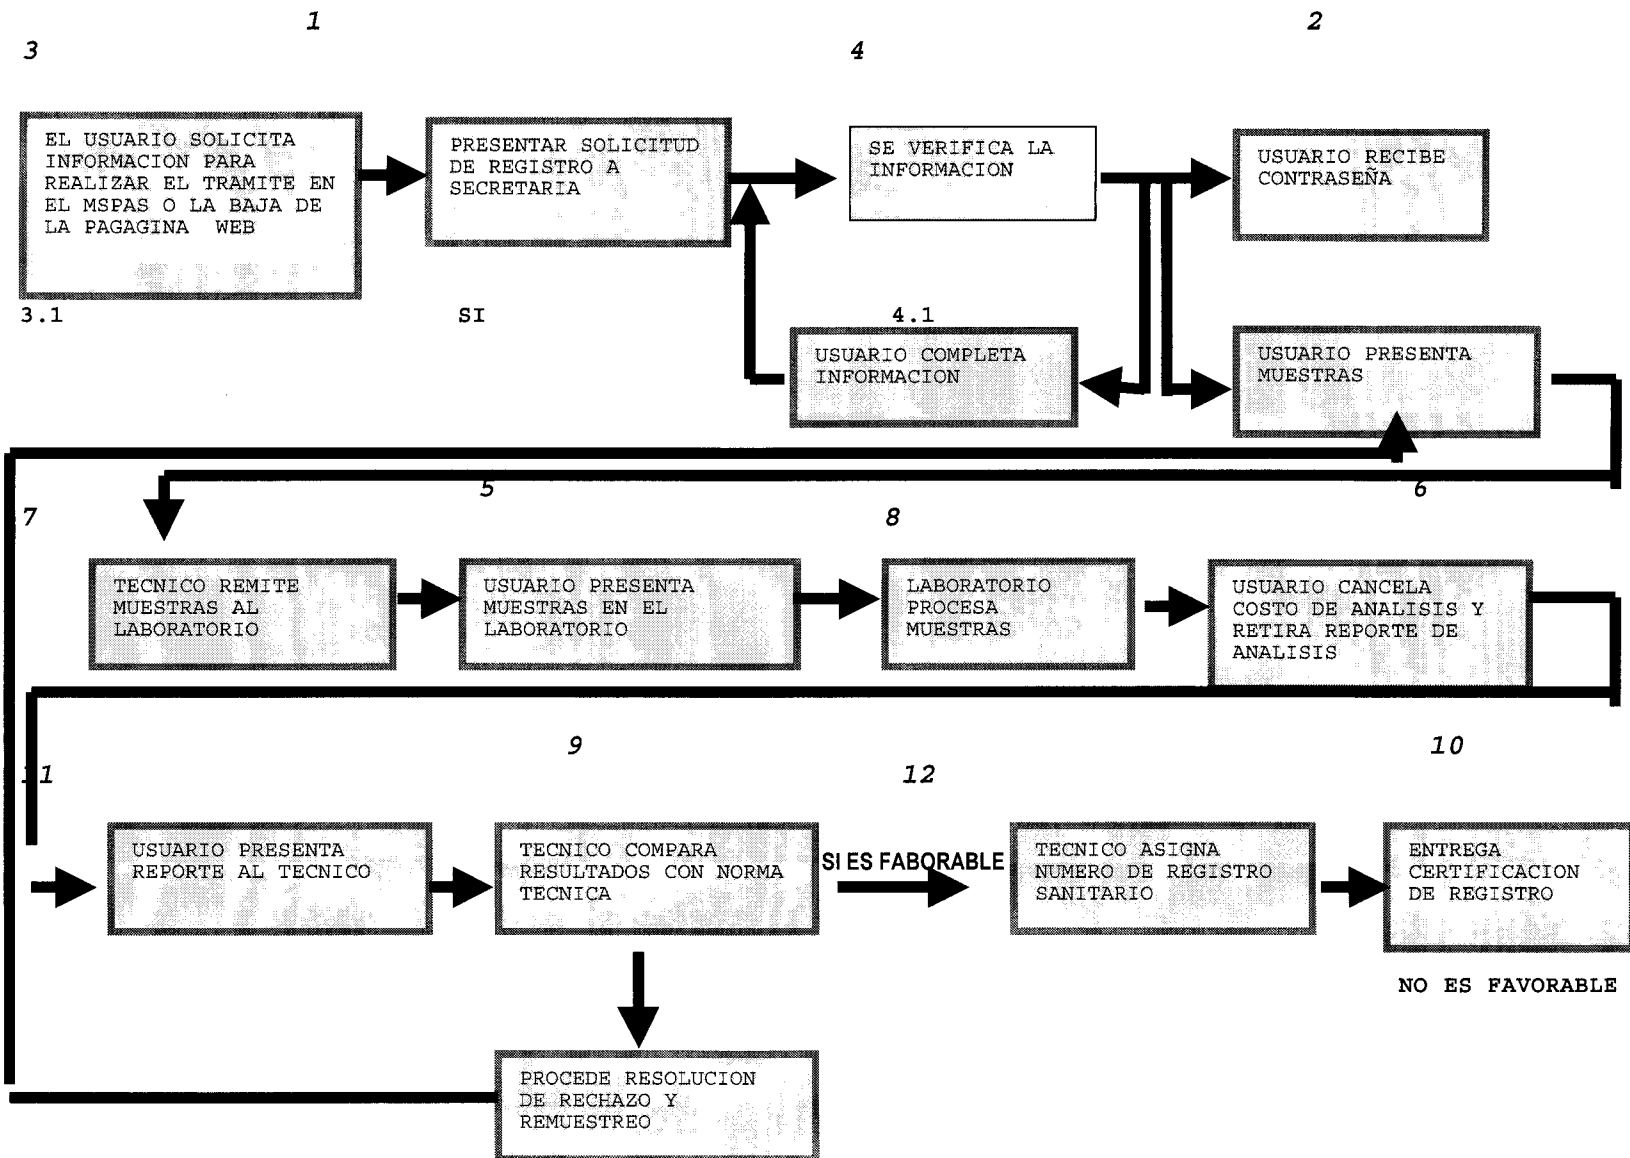 1
2
3
4
EL USUARIO SOLICITA
INFORMACION PARA
REALIZAR EL TRAMITE EN
EL MSPAS O LA BAJA DE
LA PAGAGINA WEB
PRESENTAR SOLICITUD
DE REGISTRO A
SECRETARIA
SE VERIFICA LA
INFORMACION
USUARIO RECIBE
CONTRASEÑA
3.1
SI
4.1
USUARIO COMPLETA
INFORMACION
USUARIO PRESENTA
MUESTRAS
5
6
7
8
TECNICO REMITE
MUESTRAS AL
LABORATORIO
USUARIO PRESENTA
MUESTRAS EN EL
LABORATORIO
LABORATORIO
PROCESA
MUESTRAS
USUARIO CANCELA
COSTO DE ANALISIS Y
RETIRA REPORTE DE
ANALISIS
9
10
11
12
USUARIO PRESENTA
REPORTE AL TECNICO
TECNICO COMPARA
RESULTADOS CON NORMA
TECNICA
SI ES FABORABLE
TECNICO ASIGNA
NUMERO DE REGISTRO
SANITARIO
ENTREGA
CERTIFICACION
DE REGISTRO
NO ES FAVORABLE
PROCEDE RESOLUCION
DE RECHAZO Y
REMUESTREO